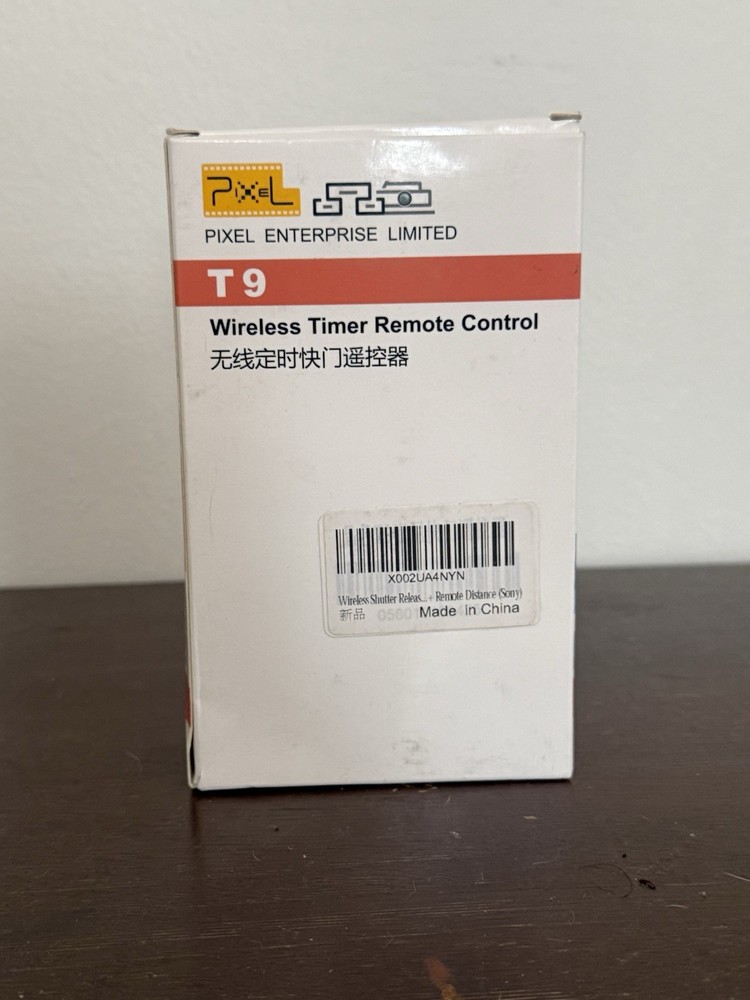 PIXEL
PIXEL ENTERPRISE LIMITED
T9
Wireless Timer Remote Control
无线定时快门遥控器
X002UA4NYN
Wireless Shutter Releas...+ Remote Distance (Sony)
新品
Made in China